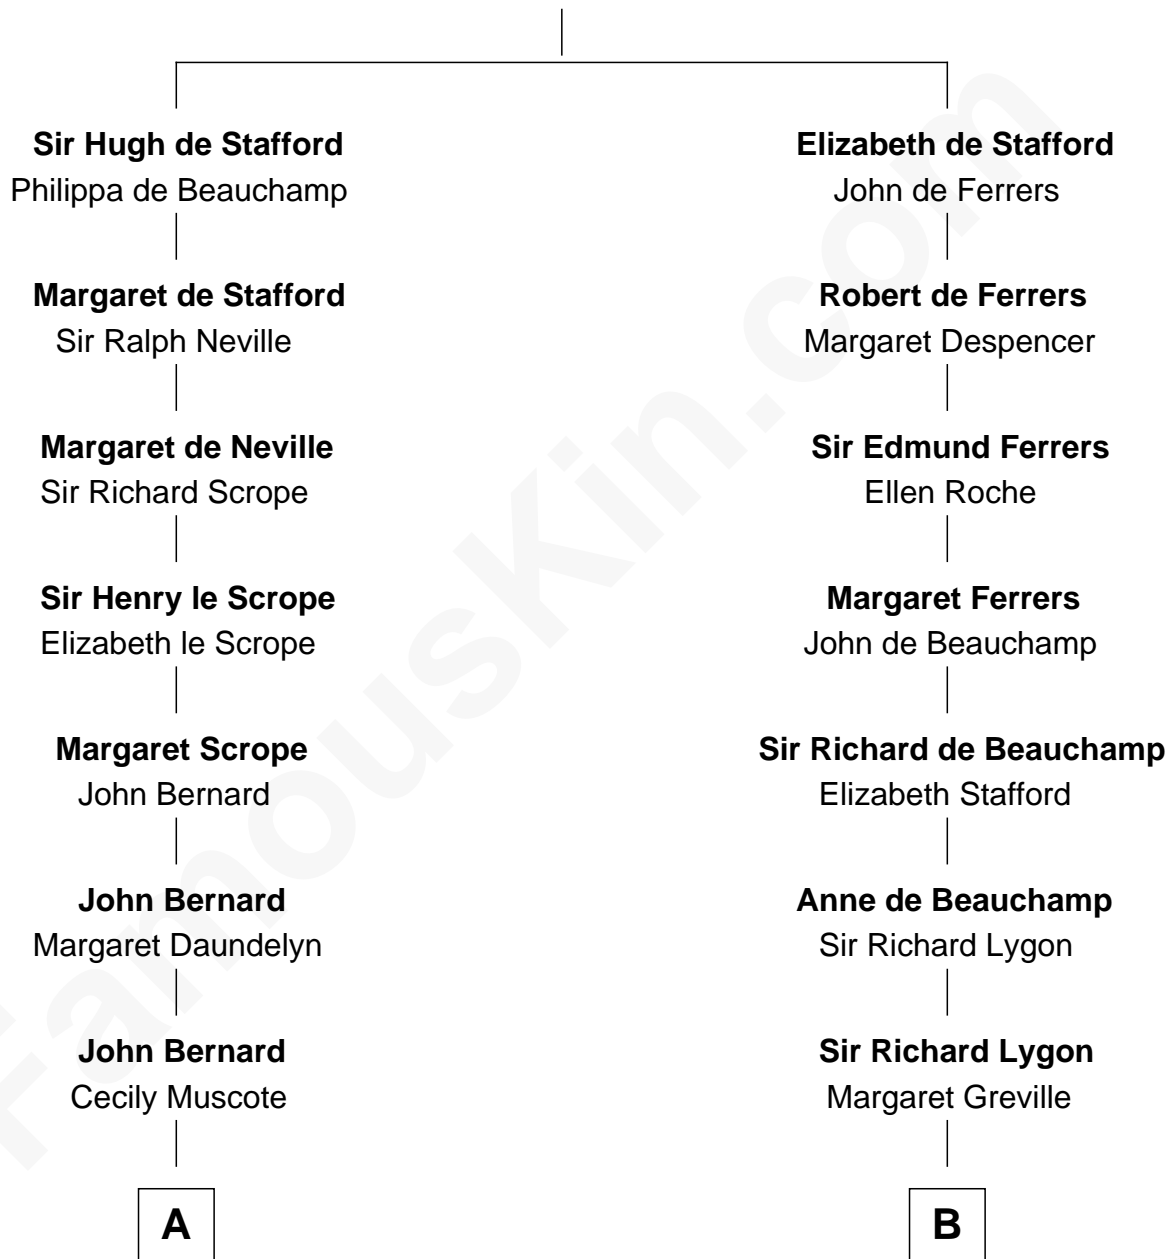 Sir Hugh de Stafford
Philippa de Beauchamp
Margaret de Stafford
Sir Ralph Neville
Margaret de Neville
Sir Richard Scrope
Sir Henry le Scrope
Elizabeth le Scrope
Margaret Scrope
John Bernard
John Bernard
Margaret Daundelyn
John Bernard
Cecily Muscote
A
Elizabeth de Stafford
John de Ferrers
Robert de Ferrers
Margaret Despencer
Sir Edmund Ferrers
Ellen Roche
Margaret Ferrers
John de Beauchamp
Sir Richard de Beauchamp
Elizabeth Stafford
Anne de Beauchamp
Sir Richard Lygon
Sir Richard Lygon
Margaret Greville
B
FamousKin.com